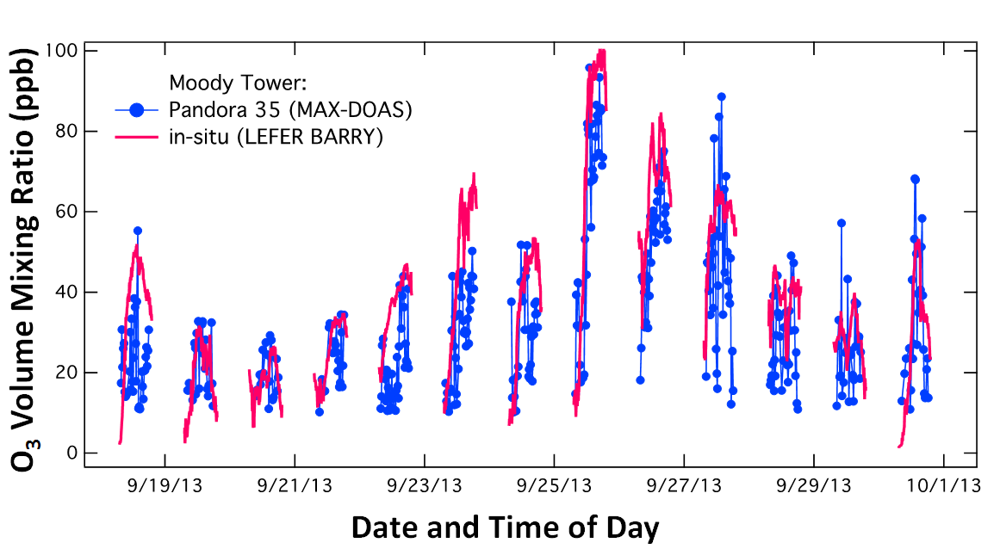 O3 Volume Mixing Ratio (ppb)
100
80
60
40
20
0
Moody Tower:
Pandora 35 (MAX-DOAS)
in-situ (LEFER BARRY)
9/19/13
9/21/13
9/23/13
9/25/13
9/27/13
9/29/13
10/1/13
Date and Time of Day